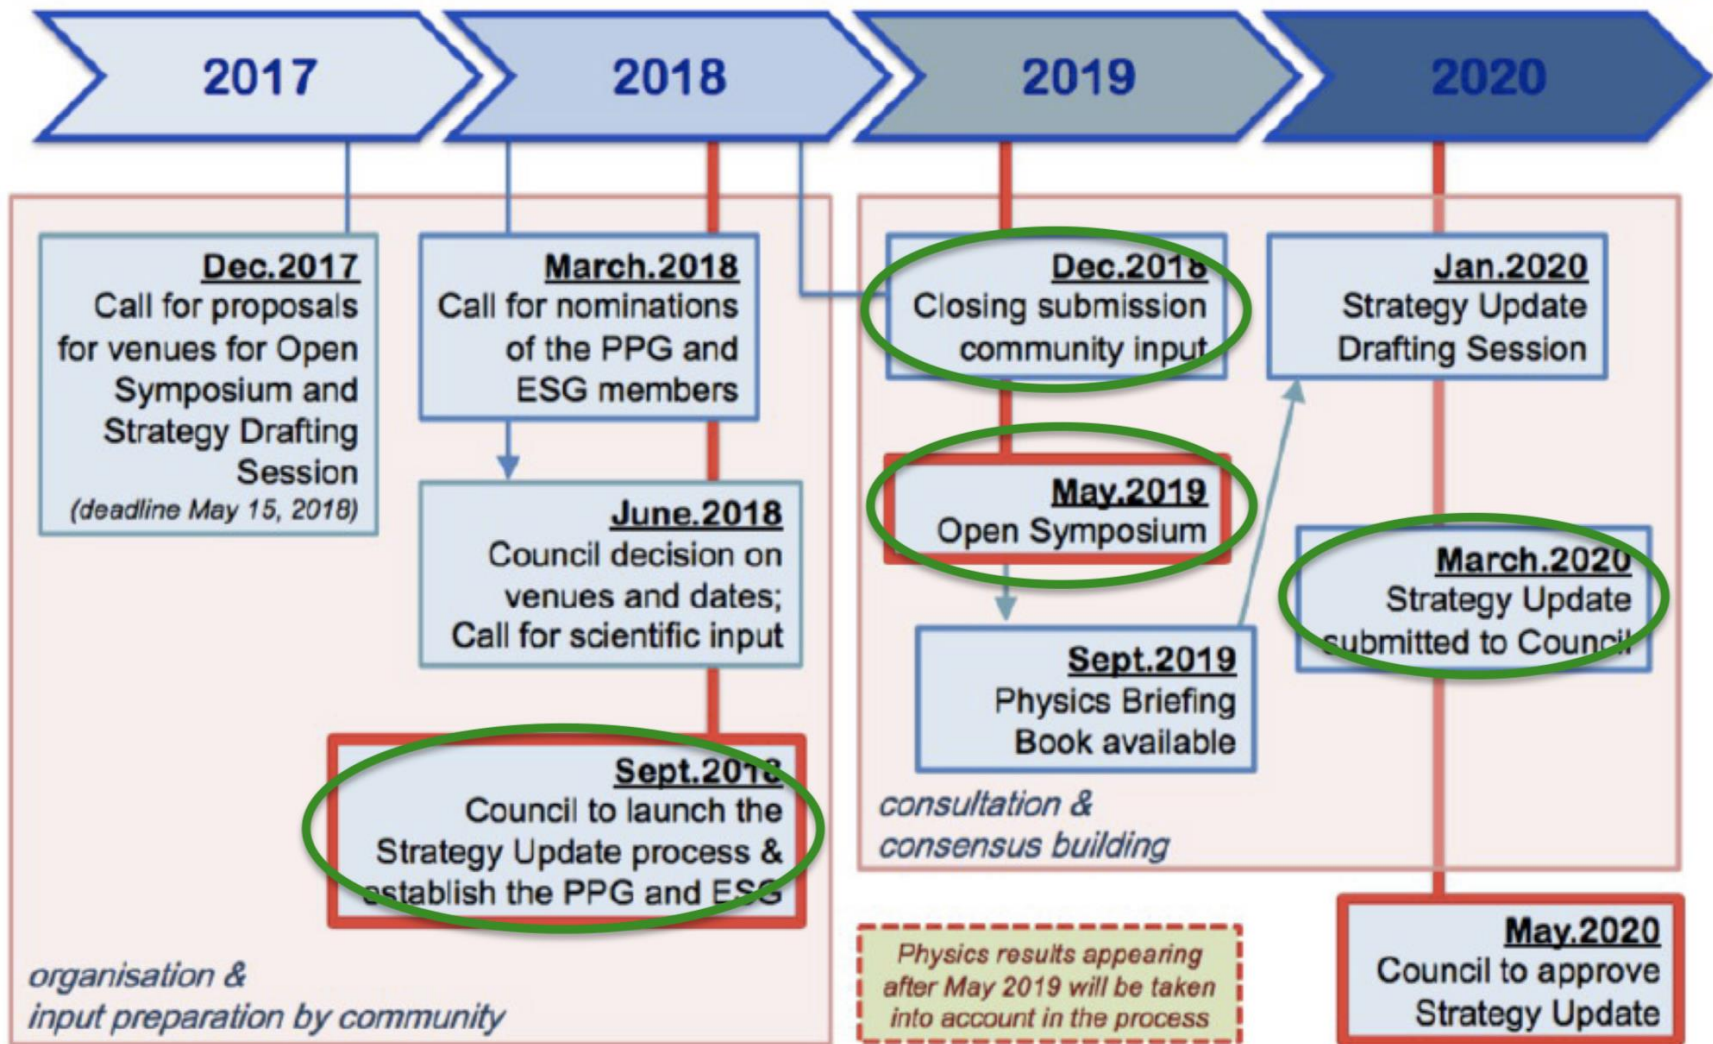 2017
2018
2019
2020
Dec.2017
Call for proposals
for venues for Open
Symposium and
Strategy Drafting
Session
(deadline May 15, 2018)
March.2018
Call for nominations
of the PPG and
ESG members
June.2018
Council decision on
venues and dates;
Call for scientific input
Sept.2018
Council to launch the
Strategy Update process &
establish the PPG and ESG
organisation &
input preparation by community
Dec.2018
Closing submission
community input
May.2019
Open Symposium
Sept.2019
Physics Briefing
Book available
consultation &
consensus building
Jan.2020
Strategy Update
Drafting Session
March.2020
Strategy Update
submitted to Council
Physics results appearing
after May 2019 will be taken
into account in the process
May.2020
Council to approve
Strategy Update